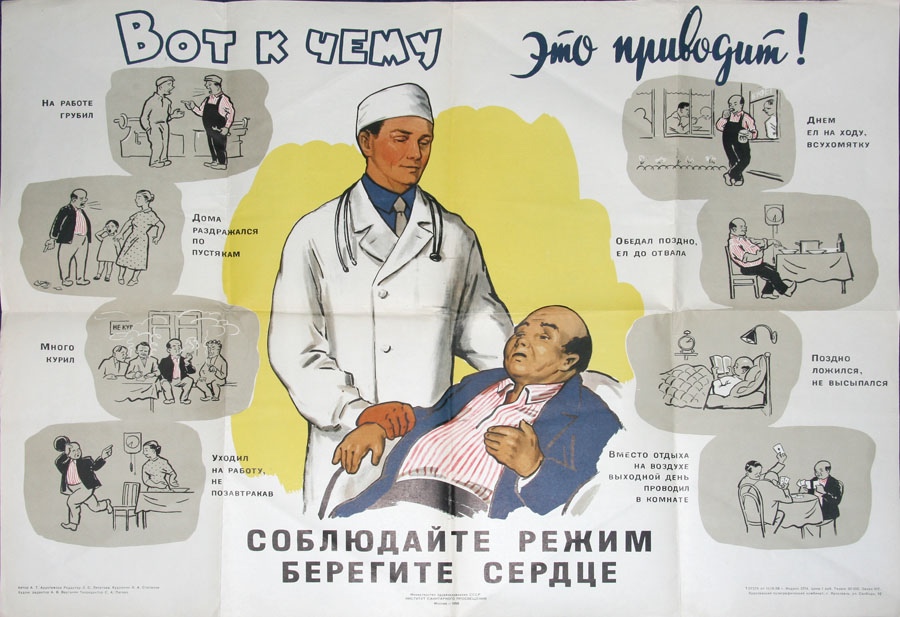 Вот к чему это приводит!
НА РАБОТЕ
ГРУБИЛ
ДОМА
РАЗДРАЖАЛСЯ
ПО
ПУСТЯКАМ
МНОГО
КУРИЛ
НЕ КУР
УХОДИЛ
НА РАБОТУ,
НЕ
ПОЗАВТРАКАВ
ДНЕМ
ЕЛ НА ХОДУ,
ВСУХОМЯТКУ
ОБЕДАЛ ПОЗДНО,
ЕЛ ДО ОТВАЛА
ПОЗДНО
ЛОЖИЛСЯ,
НЕ ВЫСЫПАЛСЯ
ВМЕСТО ОТДЫХА
НА ВОЗДУХЕ
ВЫХОДНОЙ ДЕНЬ
ПРОВОДИЛ
В КОМНАТЕ
СОБЛЮДАЙТЕ РЕЖИМ
БЕРЕГИТЕ СЕРДЦЕ